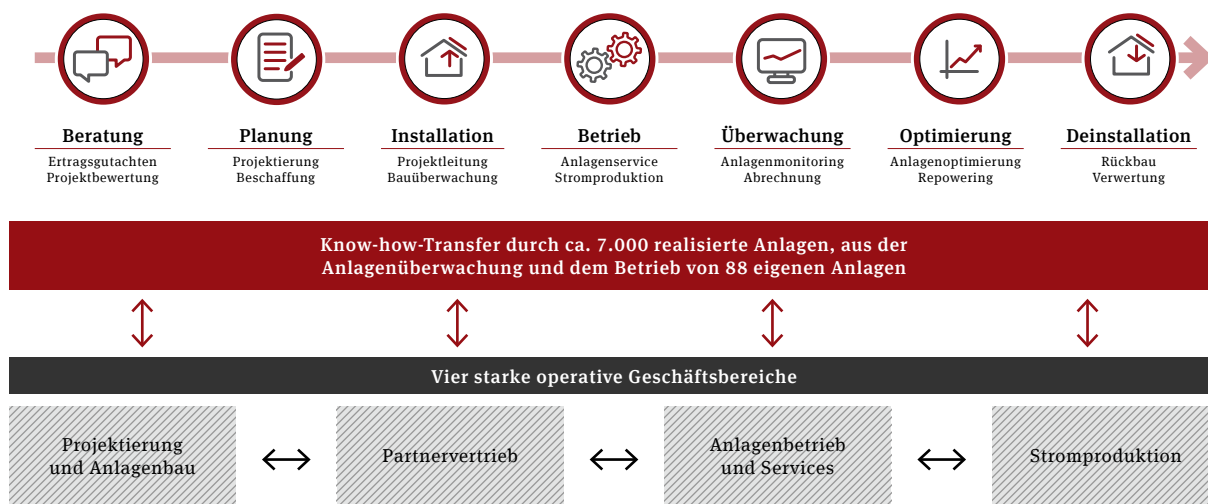 Beratung
Ertragsgutachten
Projektbewertung
Planung
Projektierung
Beschaffung
Installation
Projektleitung
Bauüberwachung
Betrieb
Anlagenservice
Stromproduktion
Überwachung
Anlagenmonitoring
Abrechnung
Optimierung
Anlagenoptimierung
Repowering
Deinstallation
Rückbau
Verwertung
Know-how-Transfer durch ca. 7.000 realisierte Anlagen, aus der
Anlagenüberwachung und dem Betrieb von 88 eigenen Anlagen
Vier starke operative Geschäftsbereiche
Projektierung
und Anlagenbau
Partnervertrieb
Anlagenbetrieb
und Services
Stromproduktion